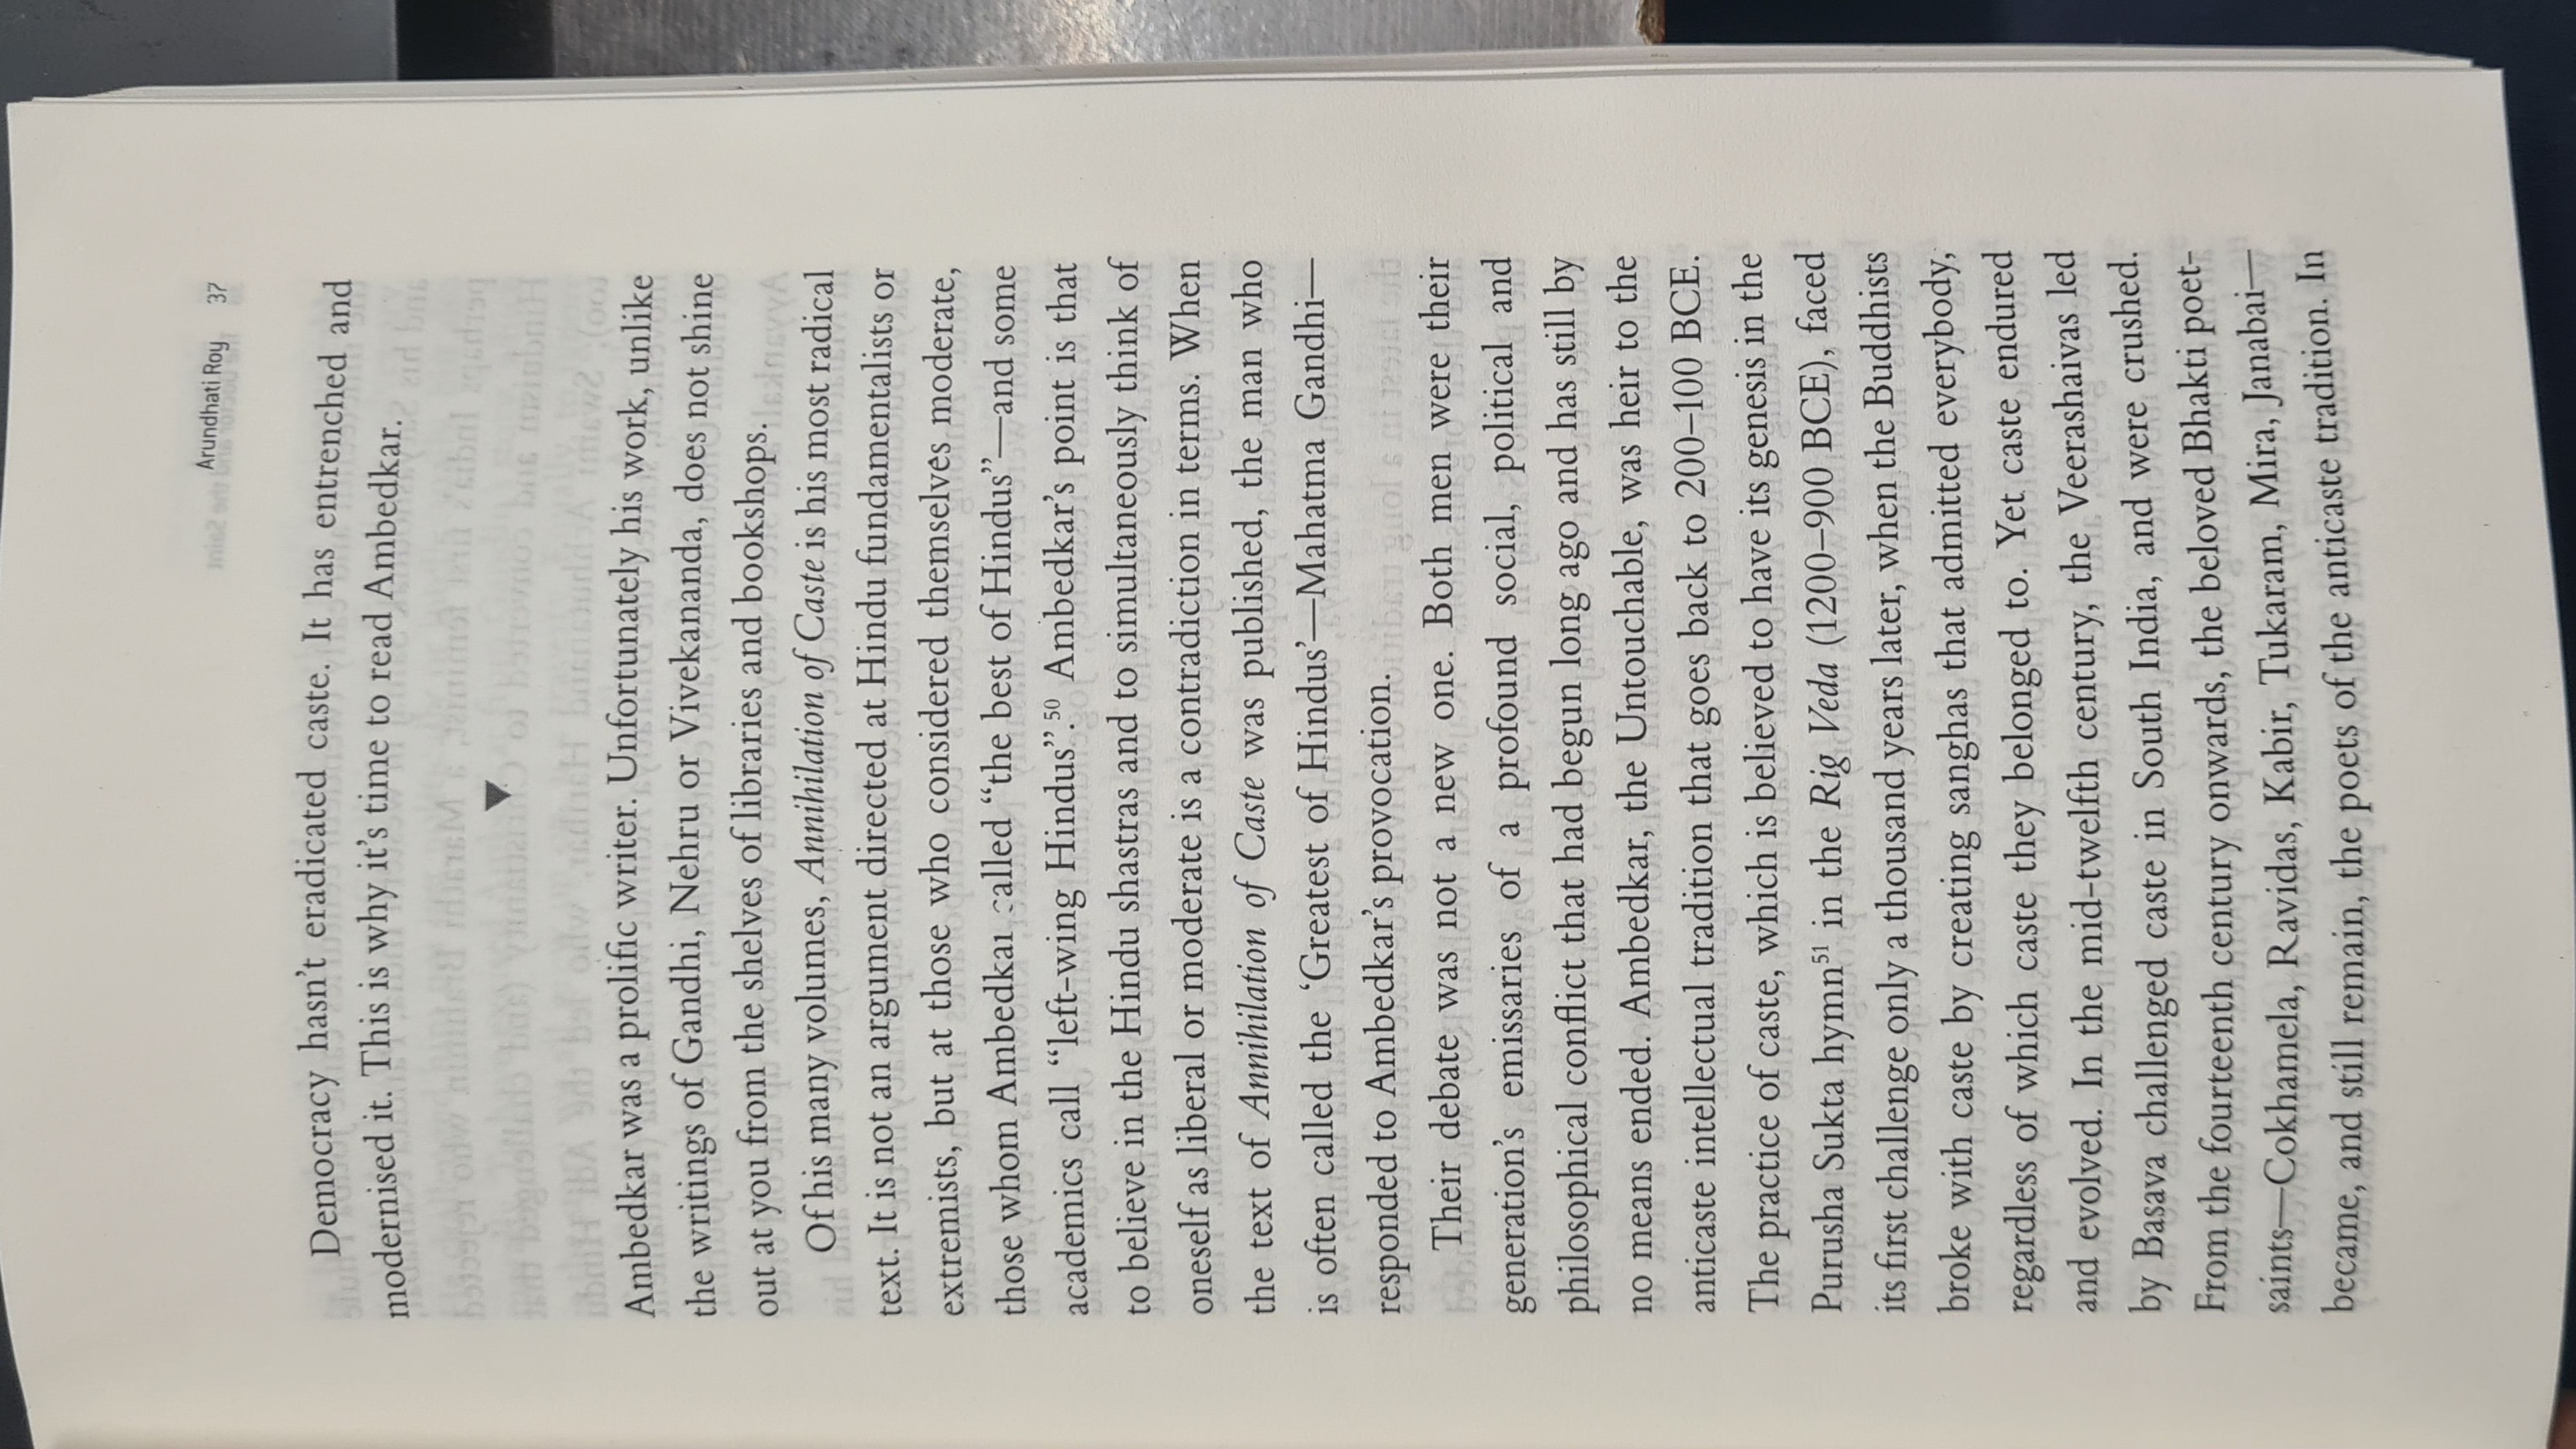 Arundhati Roy 37
Democracy hasn't eradicated caste. It has entrenched and
modernised it. This is why it's time to read Ambedkar.
Ambedkar was a prolific writer. Unfortunately his work, unlike
the writings of Gandhi, Nehru or Vivekananda, does not shine
out at you from the shelves of libraries and bookshops.
Of his many volumes, Annihilation of Caste is his most radical
text. It is not an argument directed at Hindu fundamentalists or
extremists, but at those who considered themselves moderate,
those whom Ambedkar called “the best of Hindus”—and some
academics call “left-wing Hindus”.50 Ambedkar's point is that
to believe in the Hindu shastras and to simultaneously think of
oneself as liberal or moderate is a contradiction in terms. When
the text of Annihilation of Caste was published, the man who
is often called the ‘Greatest of Hindus’—Mahatma Gandhi—
responded to Ambedkar's provocation.
Their debate was not a new one. Both men were their
generation's emissaries of a profound social, political and
philosophical conflict that had begun long ago and has still by
no means ended. Ambedkar, the Untouchable, was heir to the
anticaste intellectual tradition that goes back to 200–100 BCE.
The practice of caste, which is believed to have its genesis in the
Purusha Sukta hymn51 in the Rig Veda (1200–900 BCE), faced
its first challenge only a thousand years later, when the Buddhists
broke with caste by creating sanghas that admitted everybody,
regardless of which caste they belonged to. Yet caste endured
and evolved. In the mid-twelfth century, the Veerashaivas led
by Basava challenged caste in South India, and were crushed.
From the fourteenth century onwards, the beloved Bhakti poet-
saints—Cokhamela, Ravidas, Kabir, Tukaram, Mira, Janabai—
became, and still remain, the poets of the anticaste tradition. In